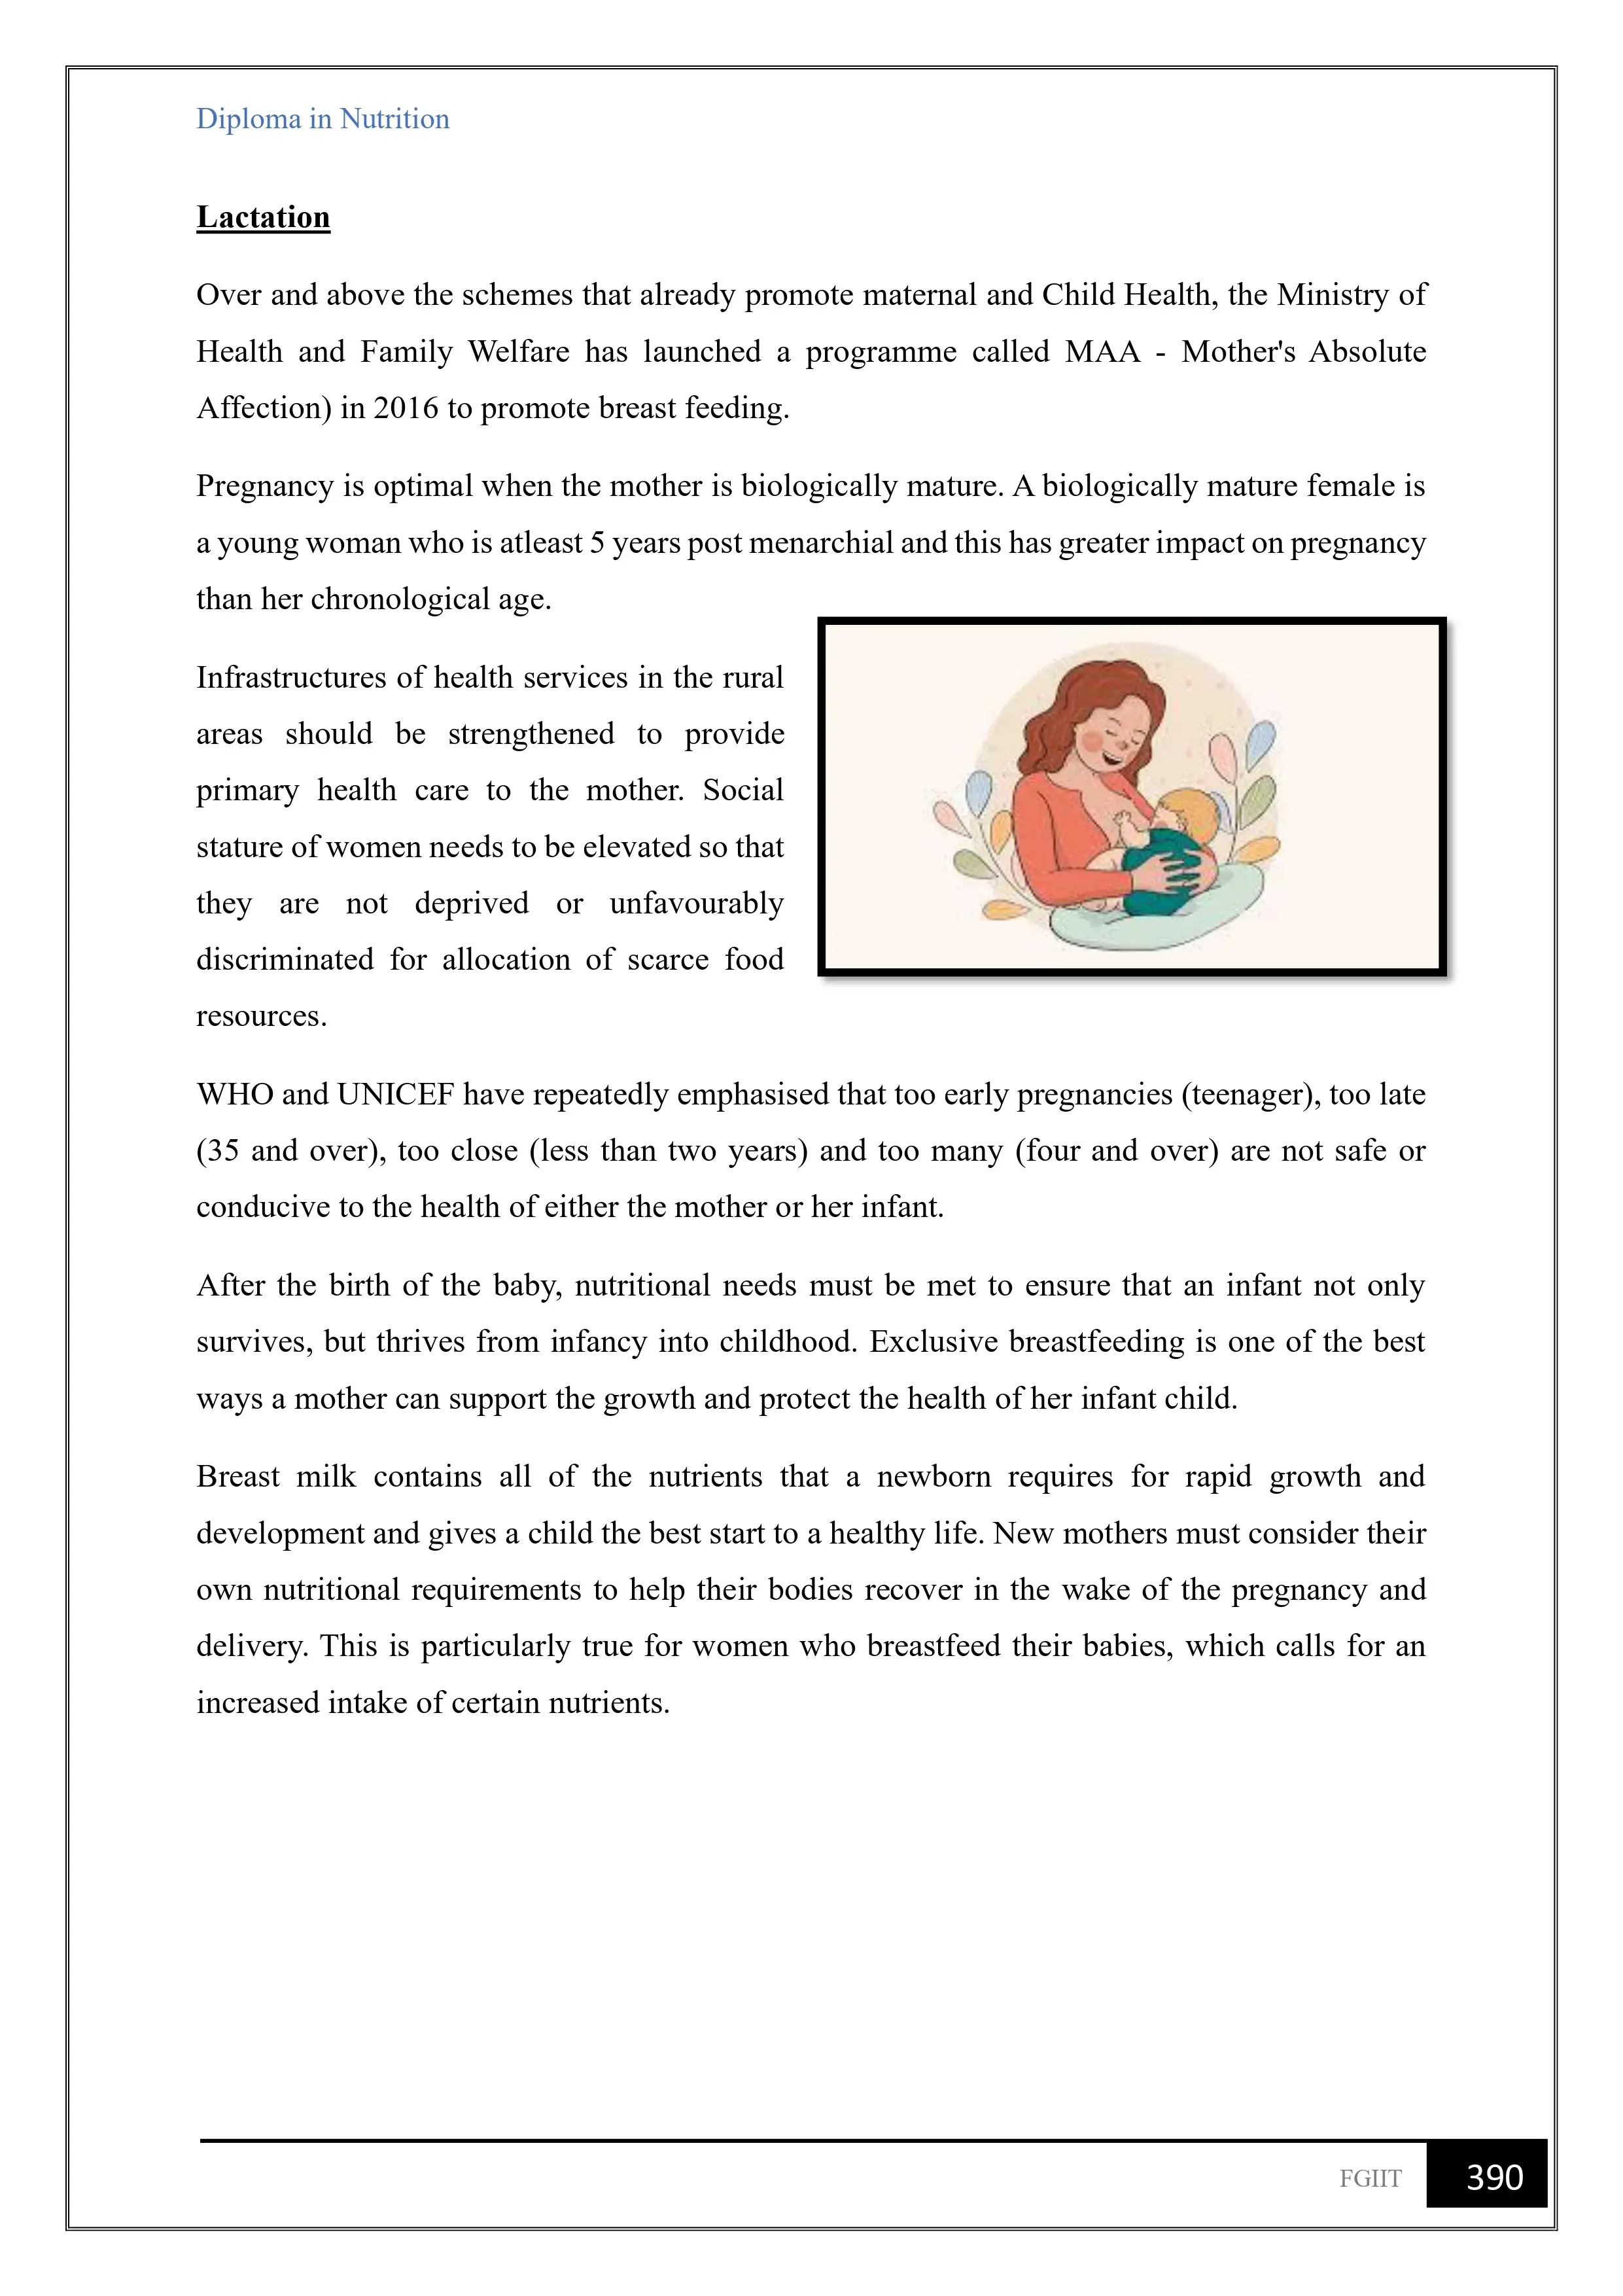 Diploma in Nutrition
Lactation
Over and above the schemes that already promote maternal and Child Health, the Ministry of
Health and Family Welfare has launched a programme called MAA - Mother's Absolute
Affection) in 2016 to promote breast feeding.
Pregnancy is optimal when the mother is biologically mature. A biologically mature female is
a young woman who is atleast 5 years post menarchial and this has greater impact on pregnancy
than her chronological age.
Infrastructures of health services in the rural
areas should be strengthened to provide
primary health care to the mother. Social
stature of women needs to be elevated so that
they are not deprived or unfavourably
discriminated for allocation of scarce food
resources.
WHO and UNICEF have repeatedly emphasised that too early pregnancies (teenager), too late
(35 and over), too close (less than two years) and too many (four and over) are not safe or
conducive to the health of either the mother or her infant.
After the birth of the baby, nutritional needs must be met to ensure that an infant not only
survives, but thrives from infancy into childhood. Exclusive breastfeeding is one of the best
ways a mother can support the growth and protect the health of her infant child.
Breast milk contains all of the nutrients that a newborn requires for rapid growth and
development and gives a child the best start to a healthy life. New mothers must consider their
own nutritional requirements to help their bodies recover in the wake of the pregnancy and
delivery. This is particularly true for women who breastfeed their babies, which calls for an
increased intake of certain nutrients.
FGIIT 390